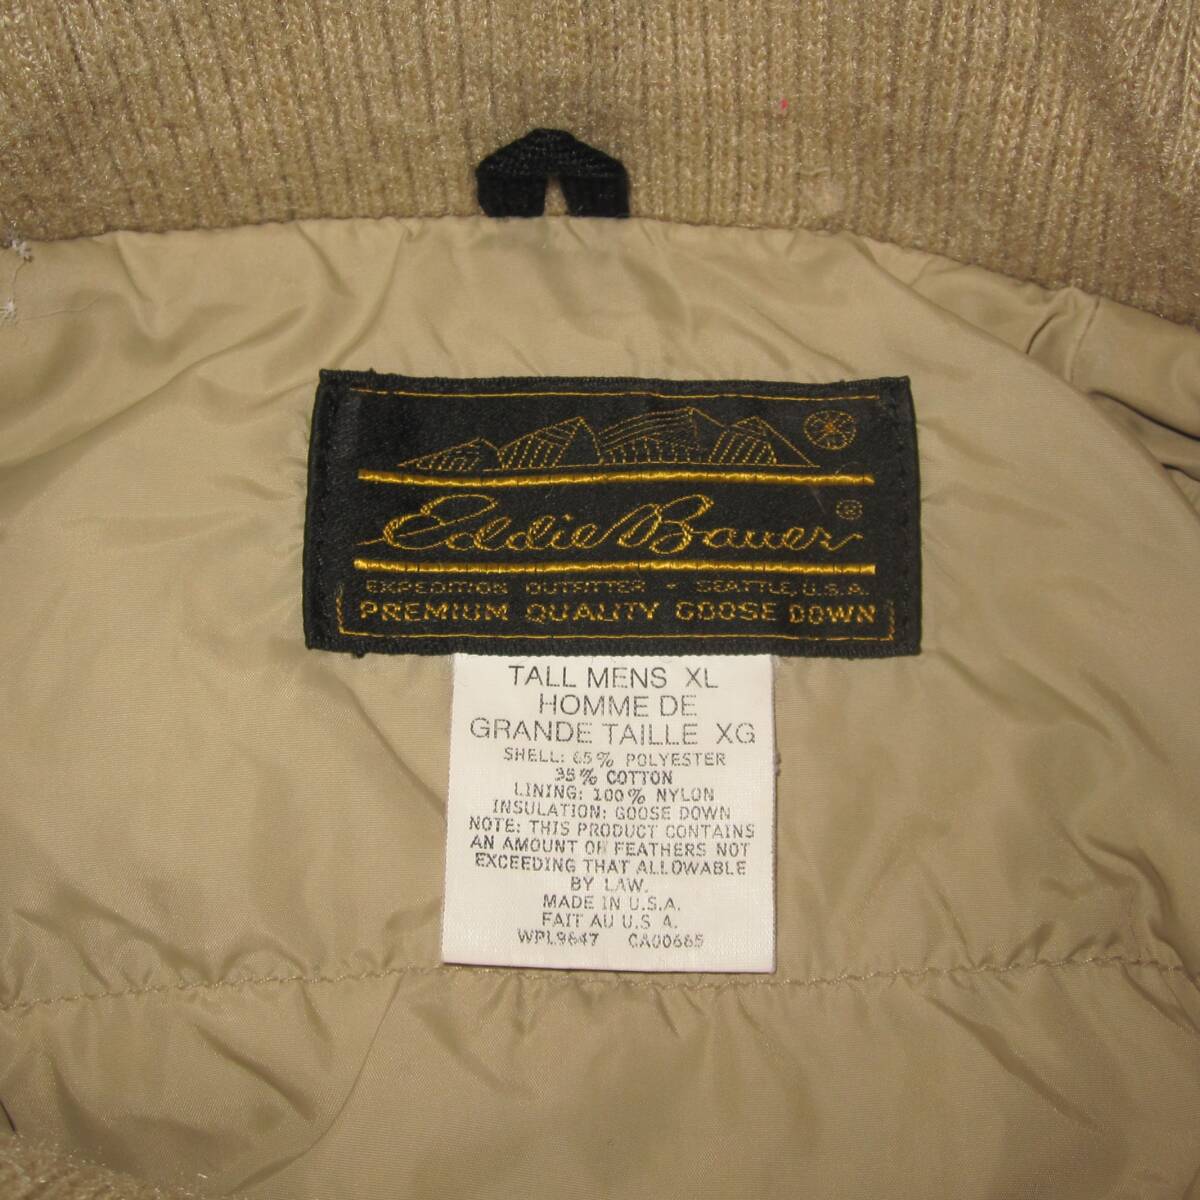 Eddie Bauer ®
EXPEDITION OUTFITTER - SEATTLE, U.S.A.
PREMIUM QUALITY GOOSE DOWN
TALL MENS XL
HOMME DE
GRANDE TAILLE XG
SHELL: 65% POLYESTER
35% COTTON
LINING: 100% NYLON
INSULATION: GOOSE DOWN
NOTE: THIS PRODUCT CONTAINS
AN AMOUNT OF FEATHERS NOT
EXCEEDING THAT ALLOWABLE
BY LAW.
MADE IN U.S.A.
FAIT AU U.S A.
WPL9647 CA00665